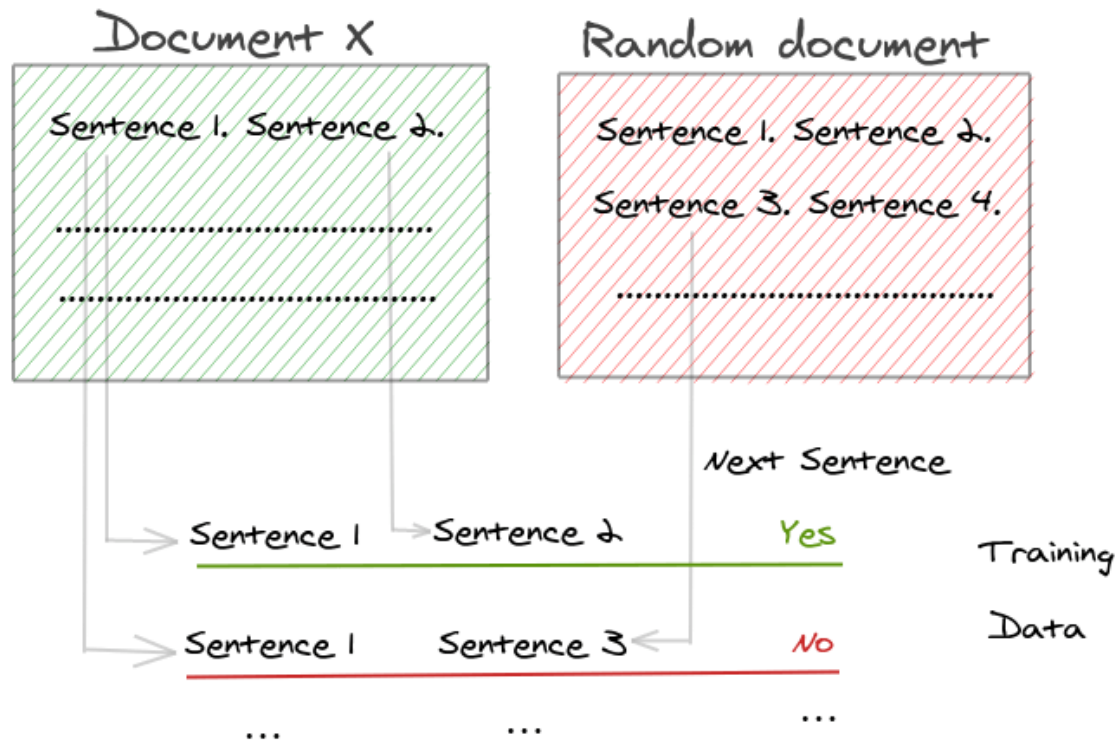 Document X
Random document
Sentence 1. Sentence 2.
..........................................
..........................................
Sentence 1. Sentence 2.
Sentence 3. Sentence 4.
..........................................
Next Sentence
Sentence 1 Sentence 2 Yes
Sentence 1 Sentence 3 No
... ... ...
Training
Data